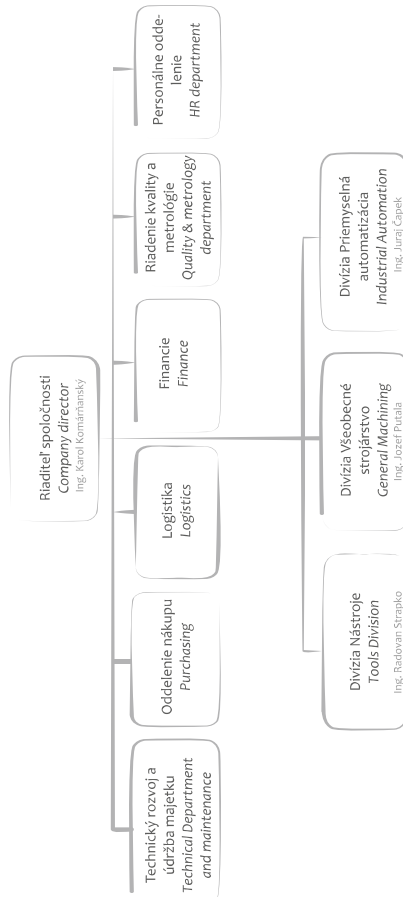 Riaditeľ spoločnosti
Company director
Ing. Karol Komárňanský
Technický rozvoj a
údržba majetku
Technical Department
and maintenance
Oddelenie nákupu
Purchasing
Logistika
Logistics
Financie
Finance
Riadenie kvality a
metrológie
Quality & metrology
department
Personálne odde-
lenie
HR department
Divízia Nástroje
Tools Division
Ing. Radovan Strapko
Divízia Všeobecné
strojárstvo
General Machining
Ing. Jozef Putala
Divízia Priemyselná
automatizácia
Industrial Automation
Ing. Juraj Čapek